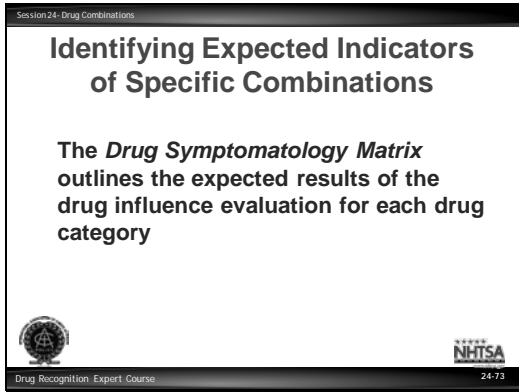 Session 24- Drug Combinations
Identifying Expected Indicators
of Specific Combinations
The Drug Symptomatology Matrix
outlines the expected results of the
drug influence evaluation for each drug
category
NHTSA
Drug Recognition Expert Course
24-73